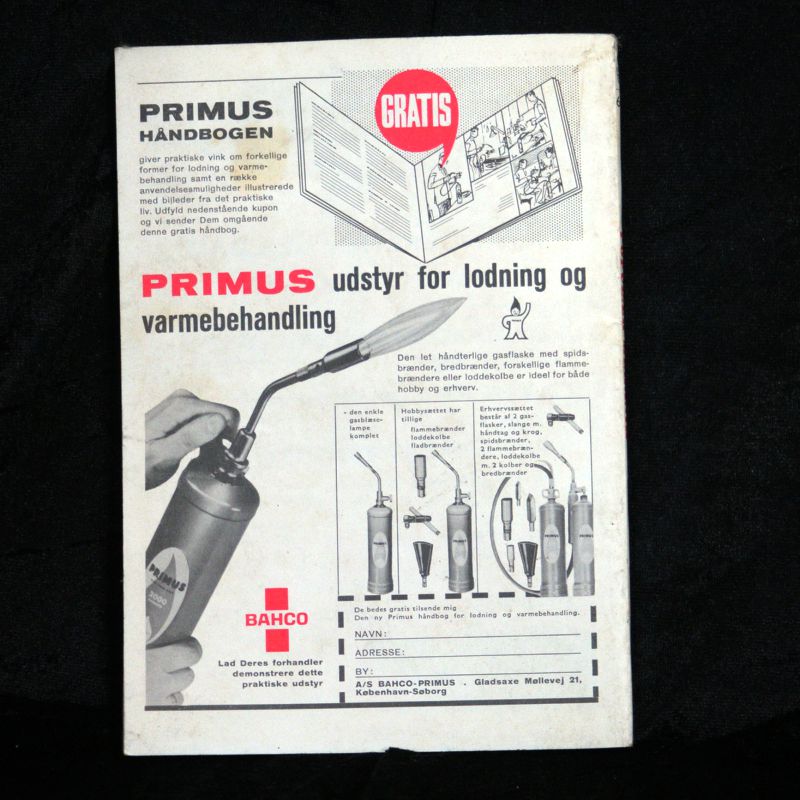 PRIMUS
HÅNDBOGEN
GRATIS
giver praktiske vink om forkellige
former for lodning og varme-
behandling samt en række
anvendelsesmuligheder illustrerede
med billeder fra det praktiske
liv. Udfyld nedenstående kupon
og vi sender Dem omgående
denne gratis håndbog.
PRIMUS udstyr for lodning og
varmebehandling
Den let håndterlige gasflaske med spids-
brænder, bredbrænder, forskellige flamme-
brændere eller loddekolbe er ideel for både
hobby og erhverv.
- den enkle
gasblæse-
lampe
komplet
Hobbysættet har
tillige
flammebrænder
loddekolbe
fladbrænder
Erhvervssættet
består af 2 gas-
flasker, slange m.
håndtag og krog,
spidsbrænder,
2 flammebræn-
dere, loddekolbe
m. 2 kolber og
bredbrænder
PRIMUS
2000
PRIMUS
PRIMUS
PRIMUS
BAHCO
Lad Deres forhandler
demonstrere dette
praktiske udstyr
De bedes gratis tilsende mig
Den ny Primus håndbog for lodning og varmebehandling.
NAVN:
ADRESSE:
BY:
A/S BAHCO-PRIMUS . Gladsaxe Møllevej 21,
København-Søborg